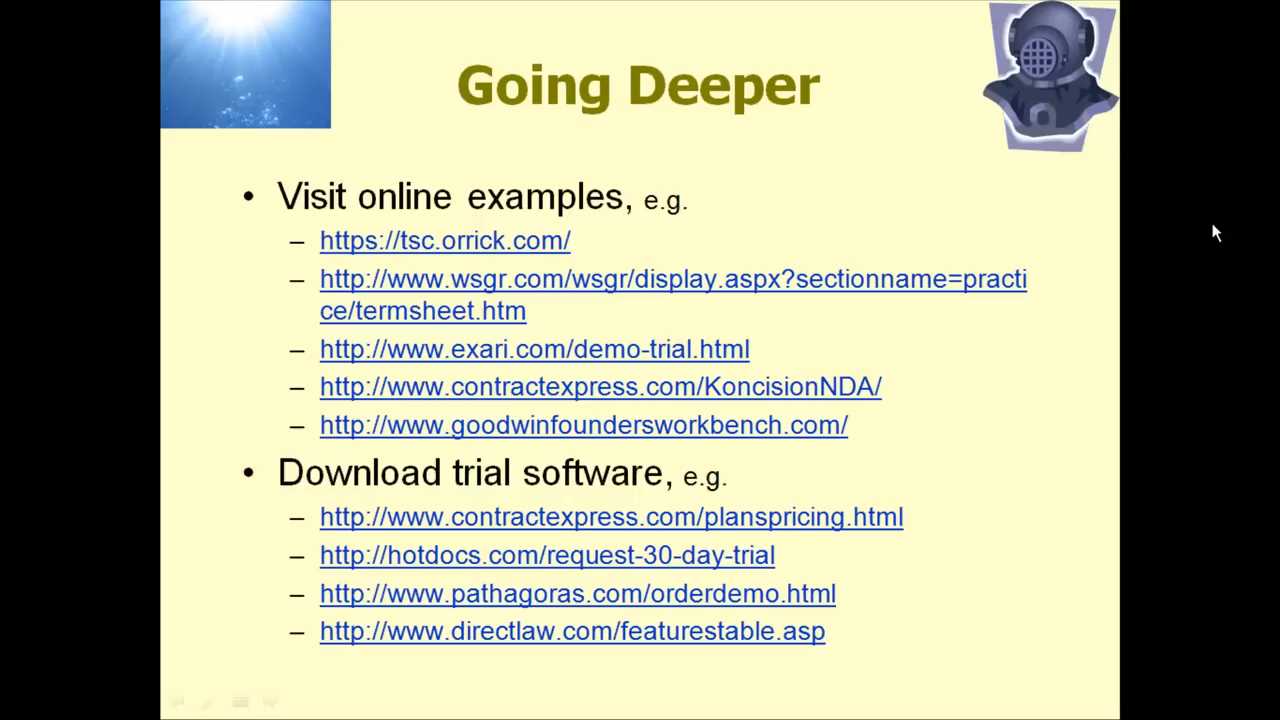 Going Deeper
• Visit online examples, e.g.
– https://tsc.orrick.com/
– http://www.wsgr.com/wsgr/display.aspx?sectionname=practi
ce/termsheet.htm
– http://www.exari.com/demo-trial.html
– http://www.contractexpress.com/KoncisionNDA/
– http://www.goodwinfoundersworkbench.com/
• Download trial software, e.g.
– http://www.contractexpress.com/planspricing.html
– http://hotdocs.com/request-30-day-trial
– http://www.pathagoras.com/orderdemo.html
– http://www.directlaw.com/featurestable.asp